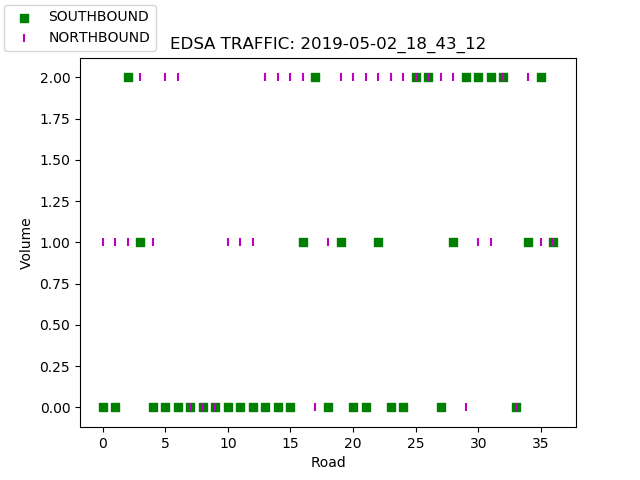 SOUTHBOUND
NORTHBOUND
EDSA TRAFFIC: 2019-05-02_18_43_12
2.00
1.75
1.50
1.25
1.00
0.75
0.50
0.25
0.00
Volume
0 5 10 15 20 25 30 35
Road